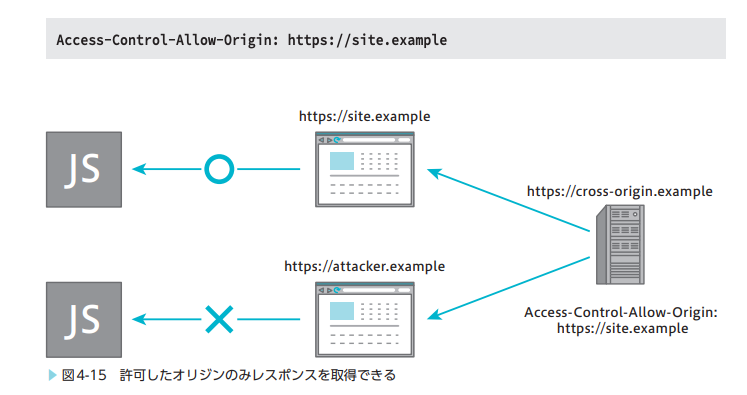 Access-Control-Allow-Origin: https://site.example
https://site.example
JS
https://cross-origin.example
https://attacker.example
JS
Access-Control-Allow-Origin:
https://site.example
▶ 図4-15　許可したオリジンのみレスポンスを取得できる